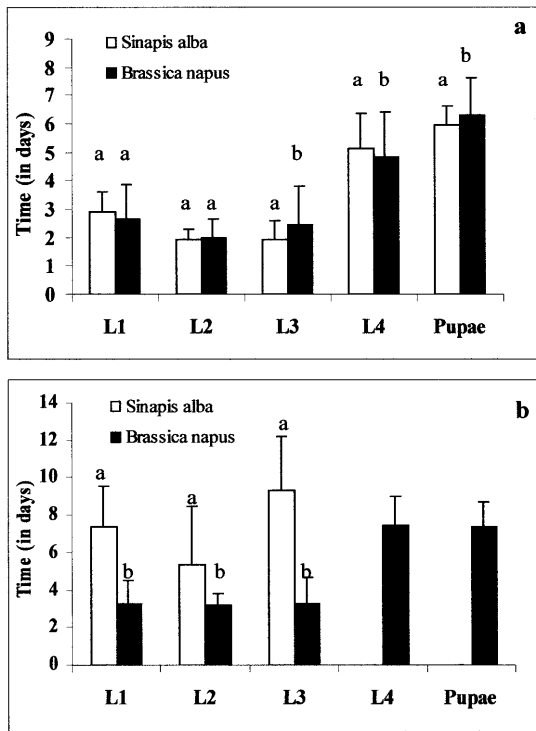 a
Sinapis alba
Brassica napus
Time (in days)
9
8
7
6
5
4
3
2
1
0
a a
a a
a b
a b
a b
L1 L2 L3 L4 Pupae
b
Sinapis alba
Brassica napus
Time (in days)
14
12
10
8
6
4
2
0
a b
a b
a b
L1 L2 L3 L4 Pupae